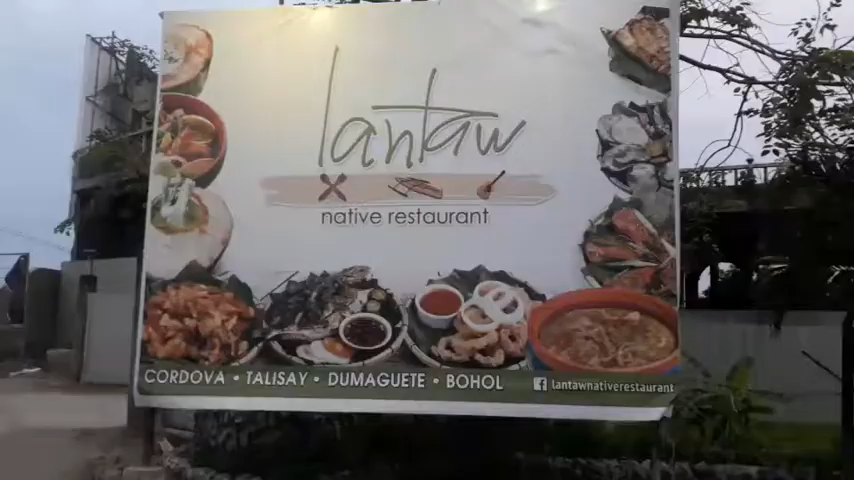 lantaw
native restaurant
CORDOVA • TALISAY • DUMAGUETE • BOHOL
f lantawnativerestaurant